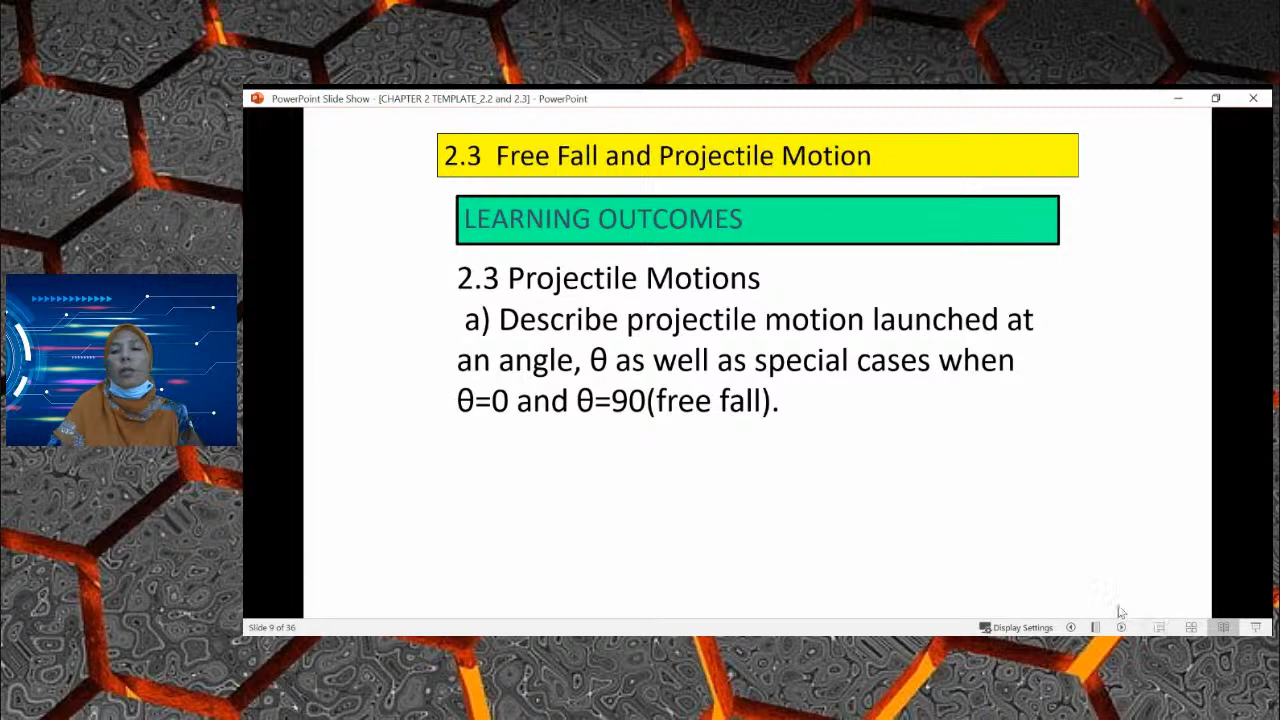 PowerPoint Slide Show - [CHAPTER 2 TEMPLATE_2.2 and 2.3] - PowerPoint
2.3 Free Fall and Projectile Motion
LEARNING OUTCOMES
2.3 Projectile Motions
a) Describe projectile motion launched at
an angle, θ as well as special cases when
θ=0 and θ=90(free fall).
Slide 9 of 36
Display Settings